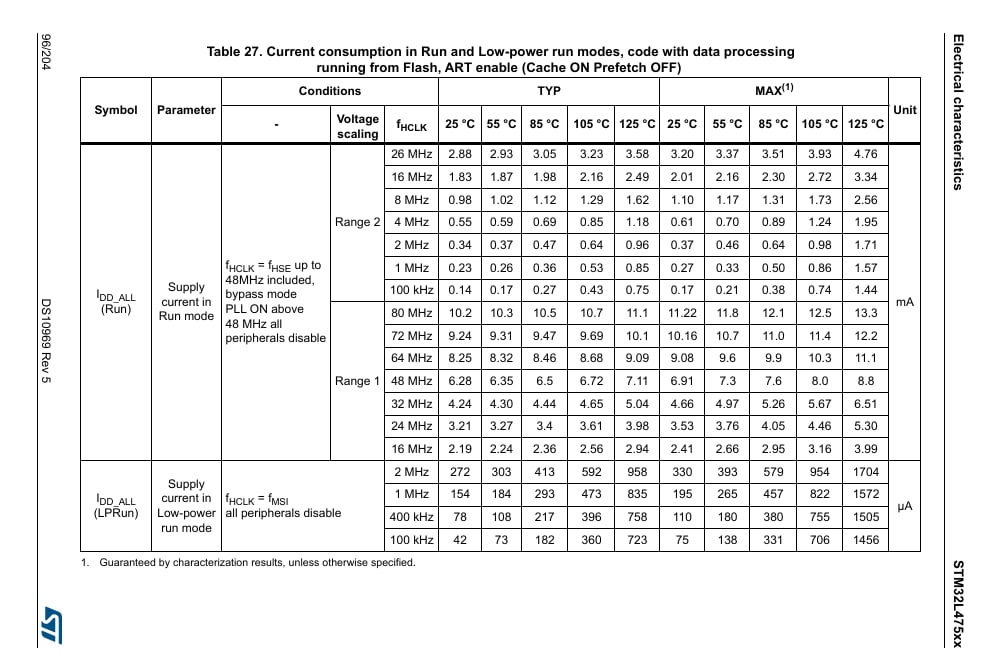 96/204
Electrical characteristics
Table 27. Current consumption in Run and Low-power run modes, code with data processing
running from Flash, ART enable (Cache ON Prefetch OFF)
Symbol Parameter Conditions TYP MAX(1) Unit
- Voltage scaling fHCLK 25 °C 55 °C 85 °C 105 °C 125 °C 25 °C 55 °C 85 °C 105 °C 125 °C
IDD_ALL (Run) Supply current in Run mode fHCLK = fHSE up to 48MHz included, bypass mode PLL ON above 48 MHz all peripherals disable
Range 2
26 MHz 2.88 2.93 3.05 3.23 3.58 3.20 3.37 3.51 3.93 4.76
16 MHz 1.83 1.87 1.98 2.16 2.49 2.01 2.16 2.30 2.72 3.34
8 MHz 0.98 1.02 1.12 1.29 1.62 1.10 1.17 1.31 1.73 2.56
4 MHz 0.55 0.59 0.69 0.85 1.18 0.61 0.70 0.89 1.24 1.95
2 MHz 0.34 0.37 0.47 0.64 0.96 0.37 0.46 0.64 0.98 1.71
1 MHz 0.23 0.26 0.36 0.53 0.85 0.27 0.33 0.50 0.86 1.57
100 kHz 0.14 0.17 0.27 0.43 0.75 0.17 0.21 0.38 0.74 1.44
Range 1
80 MHz 10.2 10.3 10.5 10.7 11.1 11.22 11.8 12.1 12.5 13.3
72 MHz 9.24 9.31 9.47 9.69 10.1 10.16 10.7 11.0 11.4 12.2
64 MHz 8.25 8.32 8.46 8.68 9.09 9.08 9.6 9.9 10.3 11.1
48 MHz 6.28 6.35 6.5 6.72 7.11 6.91 7.3 7.6 8.0 8.8
32 MHz 4.24 4.30 4.44 4.65 5.04 4.66 4.97 5.26 5.67 6.51
24 MHz 3.21 3.27 3.4 3.61 3.98 3.53 3.76 4.05 4.46 5.30
16 MHz 2.19 2.24 2.36 2.56 2.94 2.41 2.66 2.95 3.16 3.99
mA
IDD_ALL (LPRun) Supply current in Low-power run mode fHCLK = fMSI all peripherals disable
2 MHz 272 303 413 592 958 330 393 579 954 1704
1 MHz 154 184 293 473 835 195 265 457 822 1572
400 kHz 78 108 217 396 758 110 180 380 755 1505
100 kHz 42 73 182 360 723 75 138 331 706 1456
µA
1. Guaranteed by characterization results, unless otherwise specified.
DS10969 Rev 5
STM32L475xx
ST